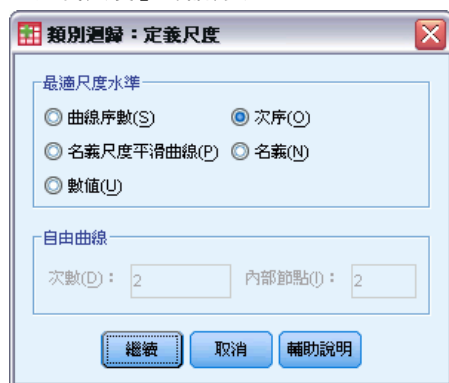 類別迴歸：定義尺度
最適尺度水準
曲線序數(S) 次序(O)
名義尺度平滑曲線(P) 名義(N)
數值(U)
自由曲線
次數(D)： 2 內部節點(I)： 2
繼續 取消 輔助說明